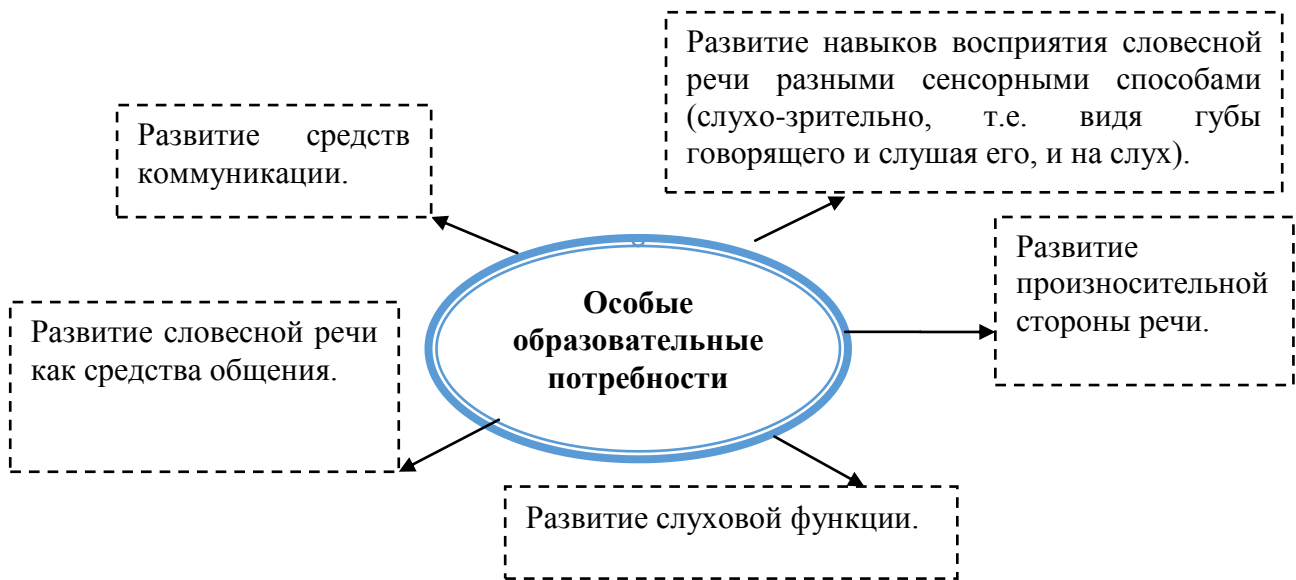 Развитие навыков восприятия словесной
речи разными сенсорными способами
(слухо-зрительно, т.е. видя губы
говорящего и слушая его, и на слух).
Развитие средств
коммуникации.
Развитие
произносительной
стороны речи.
Особые
образовательные
потребности
Развитие словесной речи
как средства общения.
Развитие слуховой функции.